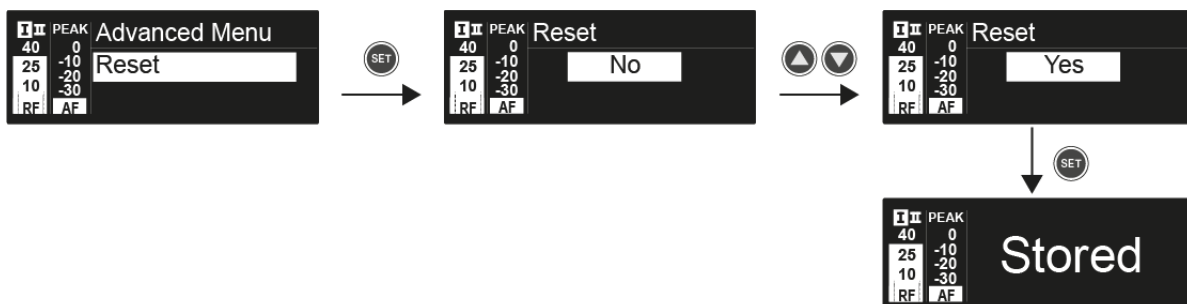 I II PEAK Advanced Menu
40 0
25 -10 Reset
-20
10 -30
RF AF
SET
I II PEAK Reset
40 0
25 -10 No
-20
10 -30
RF AF
I II PEAK Reset
40 0
25 -10 Yes
-20
10 -30
RF AF
SET
I II PEAK
40 0
25 -10 Stored
-20
10 -30
RF AF